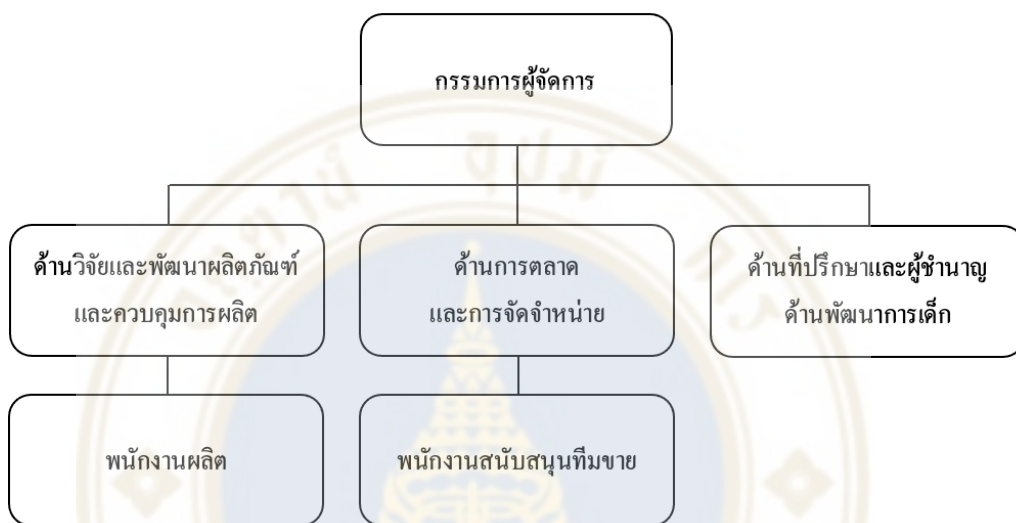 กรรมการผู้จัดการ
ด้านวิจัยและพัฒนาผลิตภัณฑ์
และควบคุมการผลิต
ด้านการตลาด
และการจัดจำหน่าย
ด้านที่ปรึกษาและผู้ชำนาญ
ด้านพัฒนาการเด็ก
พนักงานผลิต
พนักงานสนับสนุนทีมขาย